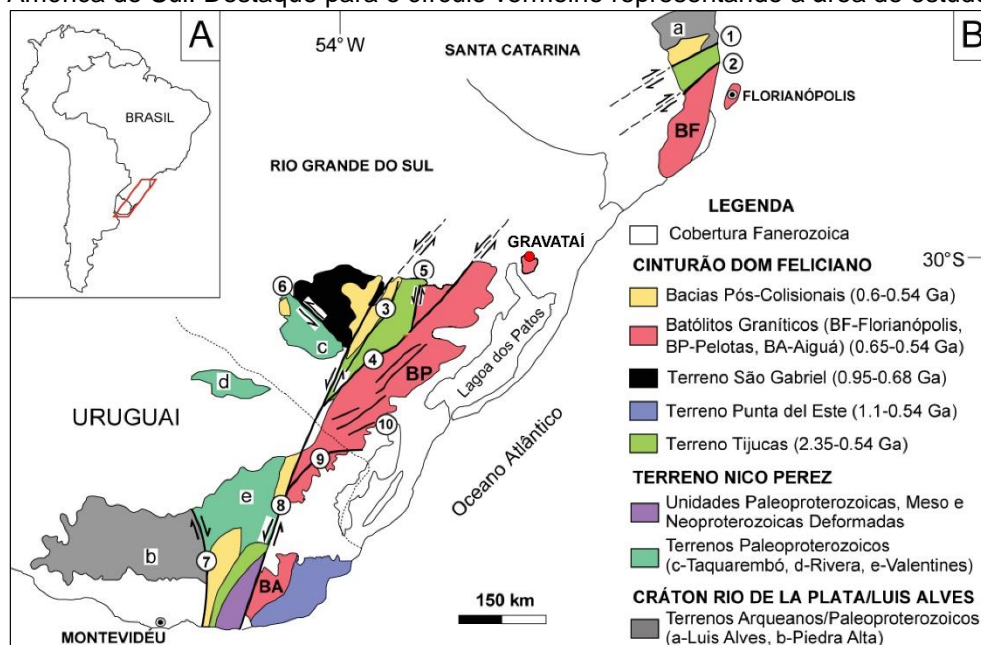 América do Sul. Destaque para o círculo vermelho representando a área de estudo
A
BRASIL
54° W
SANTA CATARINA
a
1
2
B
FLORIANÓPOLIS
BF
RIO GRANDE DO SUL
GRAVATAÍ
30°S
6
5
3
c
4
d
BP
Lagoa dos Patos
URUGUAI
10
9
Oceano Atlântico
e
8
b
7
BA
150 km
MONTEVIDÉU
LEGENDA
Cobertura Fanerozoica
CINTURÃO DOM FELICIANO
Bacias Pós-Colisionais (0.6-0.54 Ga)
Batólitos Graníticos (BF-Florianópolis,
BP-Pelotas, BA-Aiguá) (0.65-0.54 Ga)
Terreno São Gabriel (0.95-0.68 Ga)
Terreno Punta del Este (1.1-0.54 Ga)
Terreno Tijucas (2.35-0.54 Ga)
TERRENO NICO PEREZ
Unidades Paleoproterozoicas, Meso e
Neoproterozoicas Deformadas
Terrenos Paleoproterozoicos
(c-Taquarembó, d-Rivera, e-Valentines)
CRÁTON RIO DE LA PLATA/LUIS ALVES
Terrenos Arqueanos/Paleoproterozoicos
(a-Luis Alves, b-Piedra Alta)